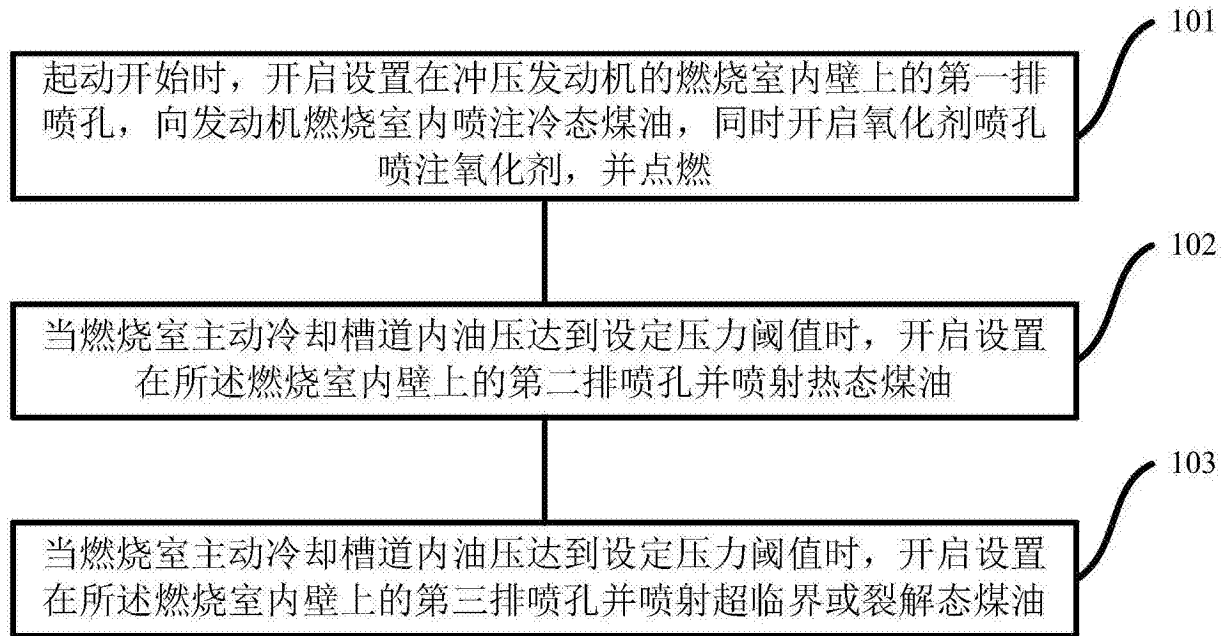 101
起动开始时，开启设置在冲压发动机的燃烧室内壁上的第一排
喷孔，向发动机燃烧室内喷注冷态煤油，同时开启氧化剂喷孔
喷注氧化剂，并点燃
102
当燃烧室主动冷却槽道内油压达到设定压力阈值时，开启设置
在所述燃烧室内壁上的第二排喷孔并喷射热态煤油
103
当燃烧室主动冷却槽道内油压达到设定压力阈值时，开启设置
在所述燃烧室内壁上的第三排喷孔并喷射超临界或裂解态煤油